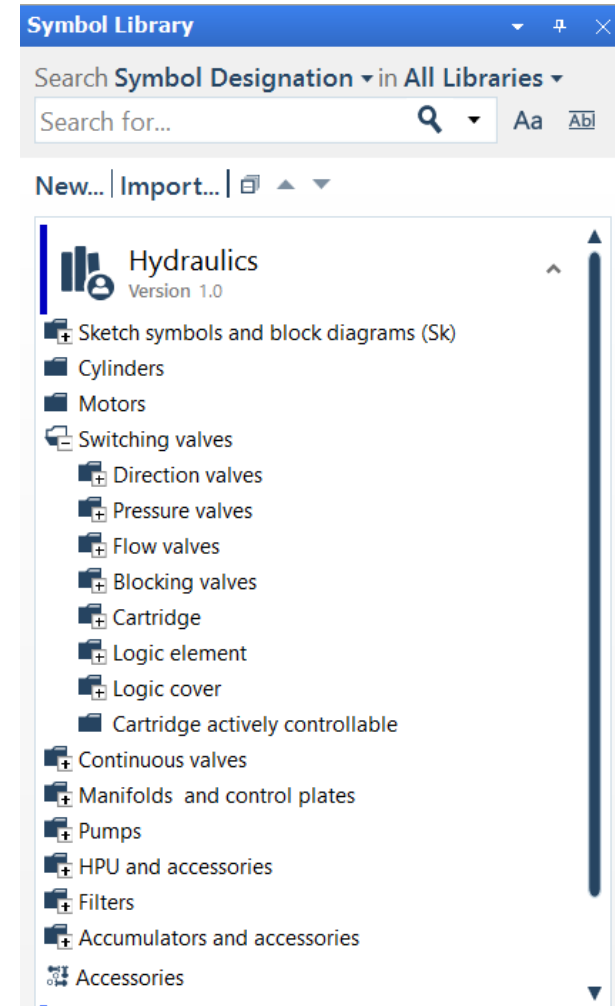 Symbol Library
Search Symbol Designation in All Libraries
Search for... Aa Abl
New... Import...
Hydraulics
Version 1.0
Sketch symbols and block diagrams (Sk)
Cylinders
Motors
Switching valves
Direction valves
Pressure valves
Flow valves
Blocking valves
Cartridge
Logic element
Logic cover
Cartridge actively controllable
Continuous valves
Manifolds and control plates
Pumps
HPU and accessories
Filters
Accumulators and accessories
Accessories